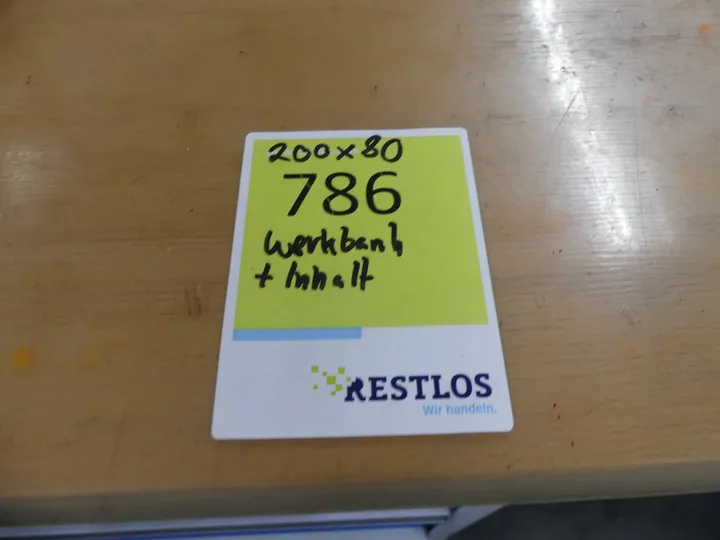 200x80
786
Werkbank
+ Inhalt
RESTLOS
Wir handeln.